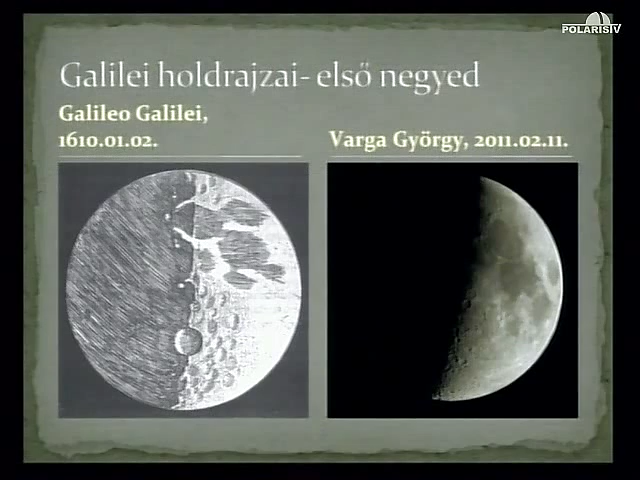 POLARISIV
Galilei holdrajzai- első negyed
Galileo Galilei,
1610.01.02.
Varga György, 2011.02.11.